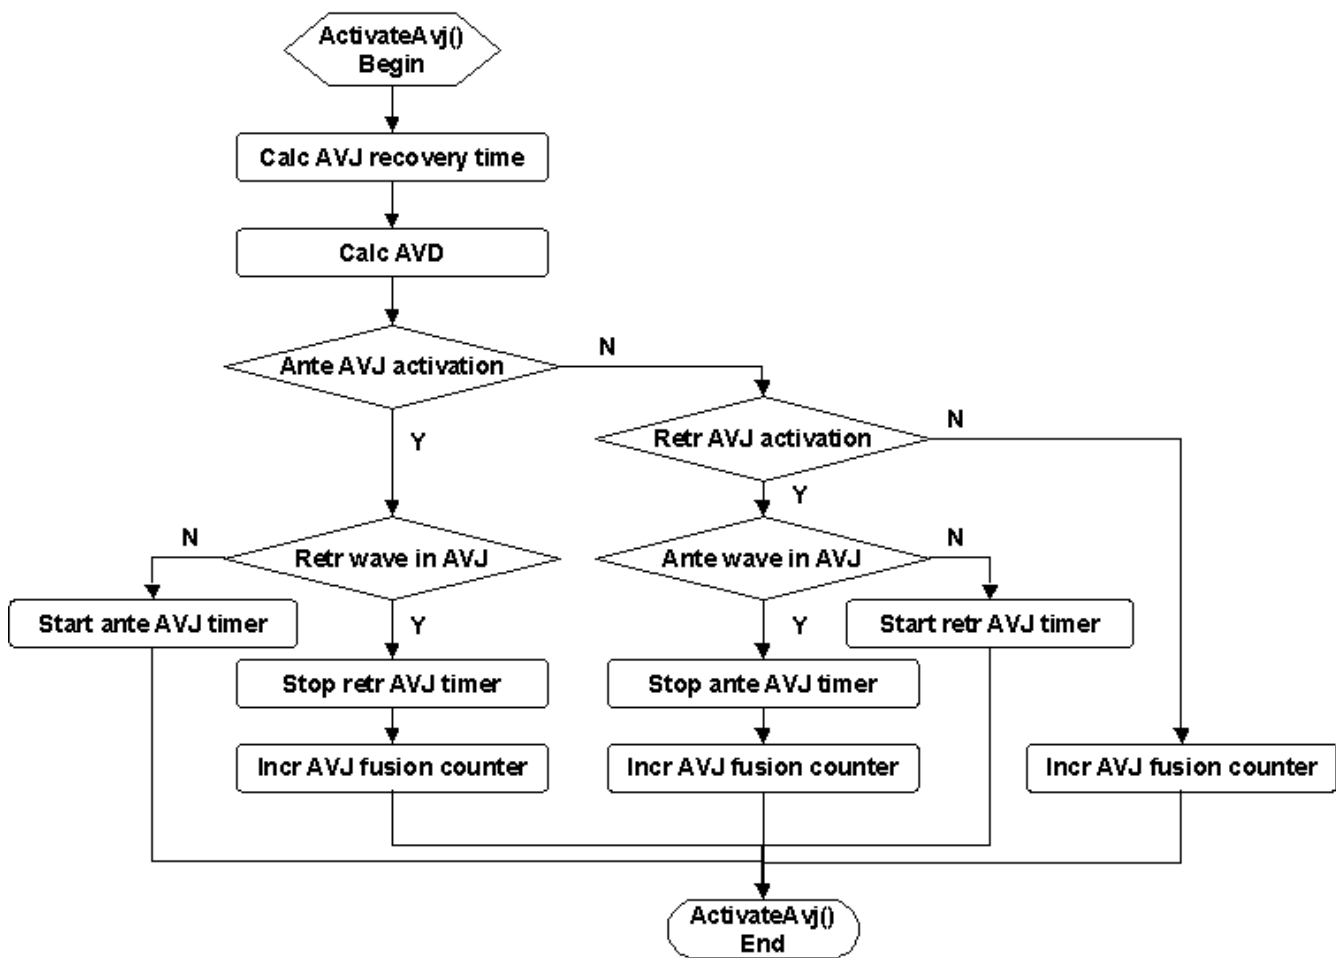 ActivateAvj()
Begin
Calc AVJ recovery time
Calc AVD
Ante AVJ activation
N
Retr AVJ activation
N
Y
Y
N
Retr wave in AVJ
Ante wave in AVJ
N
Start ante AVJ timer
Y
Y
Start retr AVJ timer
Stop retr AVJ timer
Stop ante AVJ timer
Incr AVJ fusion counter
Incr AVJ fusion counter
Incr AVJ fusion counter
ActivateAvj()
End